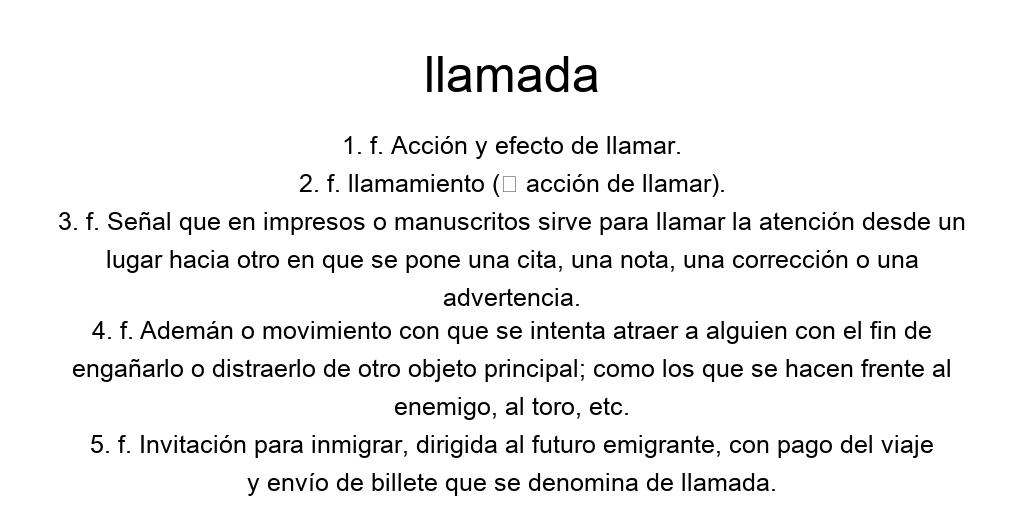 llamada
1. f. Acción y efecto de llamar.
2. f. llamamiento (□ acción de llamar).
3. f. Señal que en impresos o manuscritos sirve para llamar la atención desde un
lugar hacia otro en que se pone una cita, una nota, una corrección o una
advertencia.
4. f. Ademán o movimiento con que se intenta atraer a alguien con el fin de
engañarlo o distraerlo de otro objeto principal; como los que se hacen frente al
enemigo, al toro, etc.
5. f. Invitación para inmigrar, dirigida al futuro emigrante, con pago del viaje
y envío de billete que se denomina de llamada.